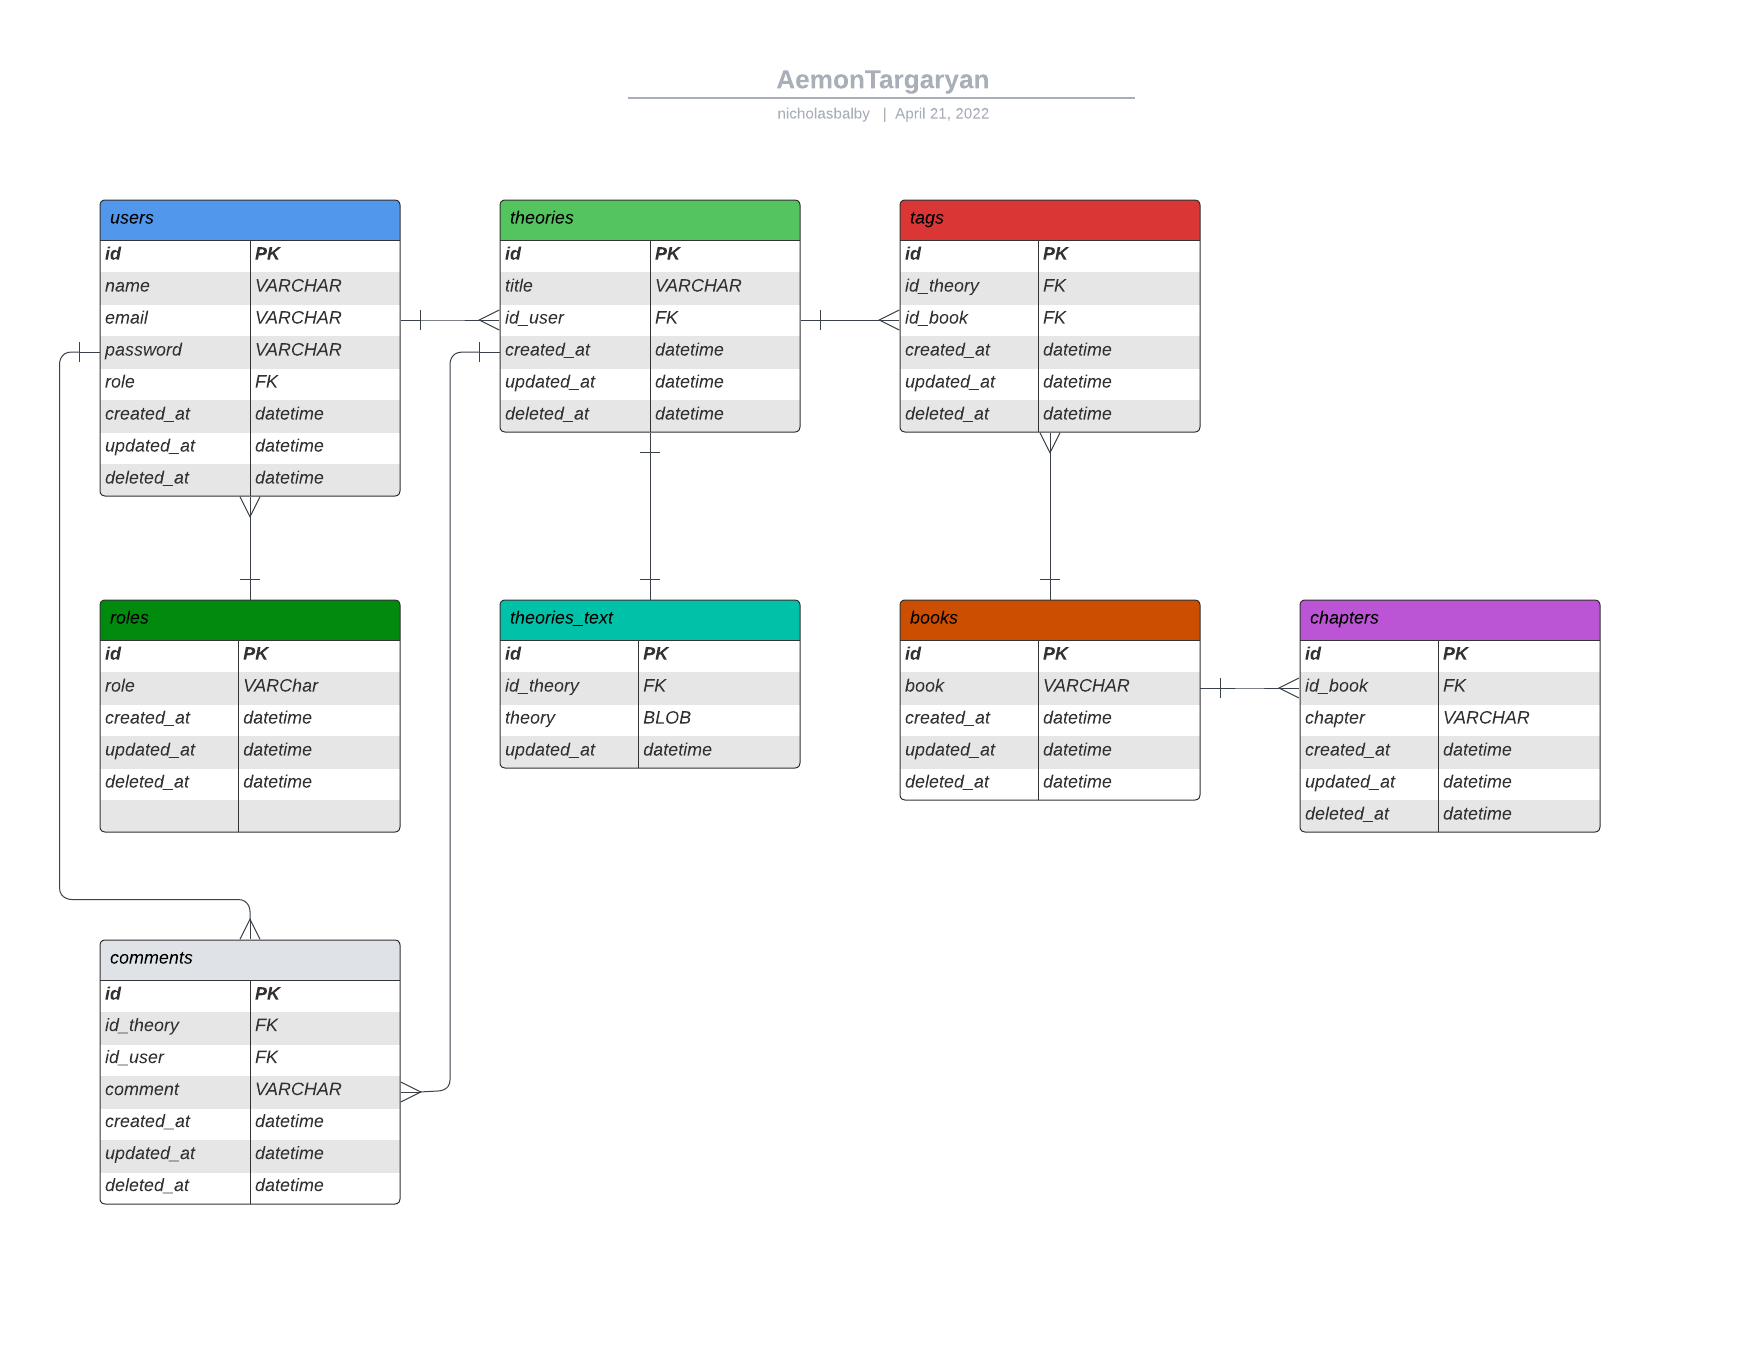 AemonTargaryan
nicholasbalby | April 21, 2022
users
id PK
name VARCHAR
email VARCHAR
password VARCHAR
role FK
created_at datetime
updated_at datetime
deleted_at datetime
theories
id PK
title VARCHAR
id_user FK
created_at datetime
updated_at datetime
deleted_at datetime
tags
id PK
id_theory FK
id_book FK
created_at datetime
updated_at datetime
deleted_at datetime
roles
id PK
role VARChar
created_at datetime
updated_at datetime
deleted_at datetime
theories_text
id PK
id_theory FK
theory BLOB
updated_at datetime
books
id PK
book VARCHAR
created_at datetime
updated_at datetime
deleted_at datetime
chapters
id PK
id_book FK
chapter VARCHAR
created_at datetime
updated_at datetime
deleted_at datetime
comments
id PK
id_theory FK
id_user FK
comment VARCHAR
created_at datetime
updated_at datetime
deleted_at datetime